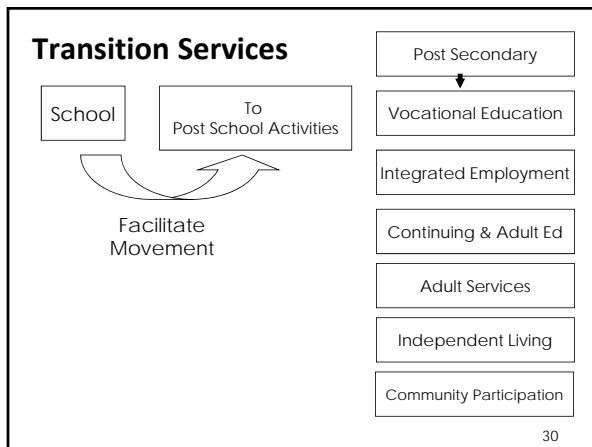 Transition Services
School
To
Post School Activities
Facilitate
Movement
Post Secondary
Vocational Education
Integrated Employment
Continuing & Adult Ed
Adult Services
Independent Living
Community Participation
30